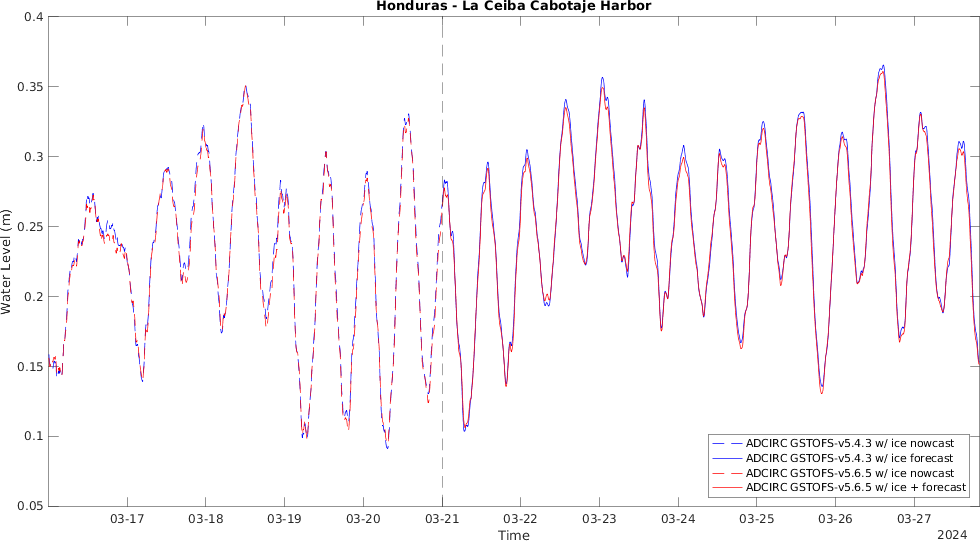 Honduras - La Ceiba Cabotaje Harbor
0.4
0.35
0.3
0.25
0.2
0.15
0.1
0.05
Water Level (m)
ADCIRC GSTOFS-v5.4.3 w/ ice nowcast
ADCIRC GSTOFS-v5.4.3 w/ ice forecast
ADCIRC GSTOFS-v5.6.5 w/ ice nowcast
ADCIRC GSTOFS-v5.6.5 w/ ice + forecast
03-17 03-18 03-19 03-20 03-21 03-22 03-23 03-24 03-25 03-26 03-27
Time
2024